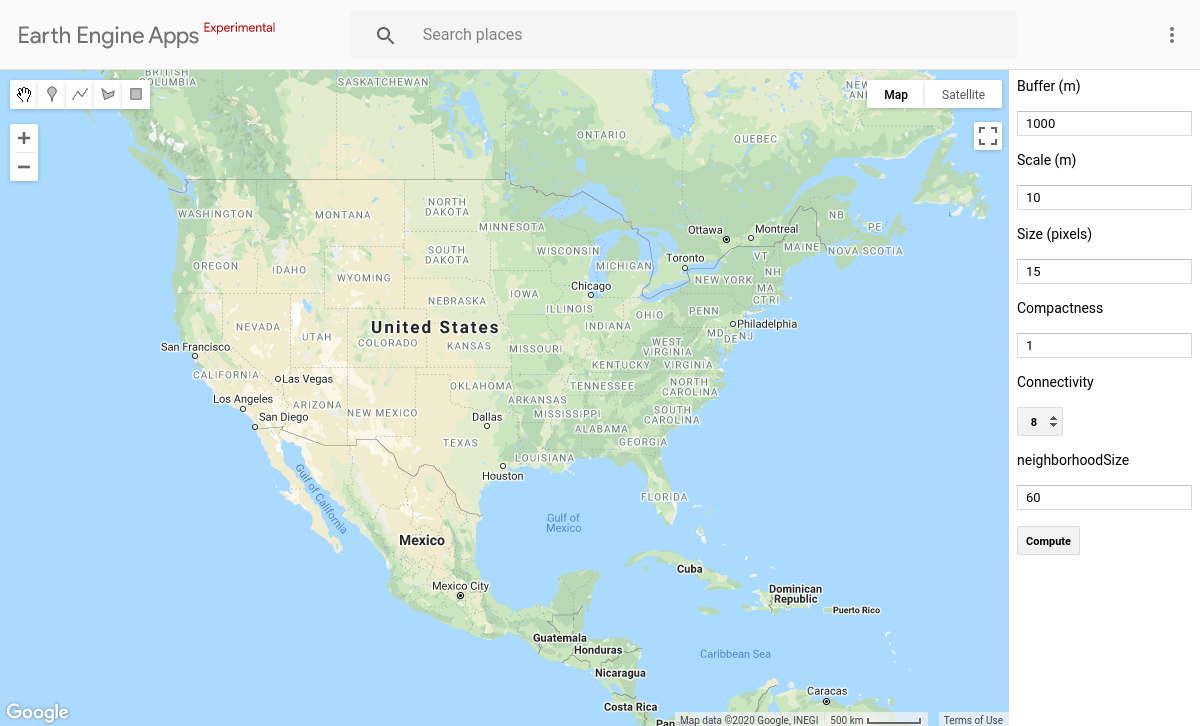 Earth Engine Apps Experimental
Search places
BRITISH
COLUMBIA
SASKATCHEWAN
Map
Satellite
ONTARIO
QUEBEC
WASHINGTON
MONTANA
NORTH
DAKOTA
MINNESOTA
Ottawa
Montreal
NB
PE
MAINE
NOVA SCOTIA
OREGON
IDAHO
WYOMING
SOUTH
DAKOTA
WISCONSIN
MICHIGAN
Toronto
VT
NH
NEW YORK
MA
CT
RI
Chicago
NEBRASKA
IOWA
ILLINOIS
INDIANA
OHIO
PENN
NEVADA
UTAH
United States
COLORADO
KANSAS
MISSOURI
WEST
VIRGINIA
MD
DE
NJ
Philadelphia
San Francisco
CALIFORNIA
Las Vegas
KENTUCKY
VIRGINIA
OKLAHOMA
TENNESSEE
NORTH
CAROLINA
Los Angeles
ARIZONA
NEW MEXICO
ARKANSAS
San Diego
Dallas
MISSISSIPPI
SOUTH
CAROLINA
ALABAMA
TEXAS
GEORGIA
LOUISIANA
Houston
Gulf of California
FLORIDA
Gulf of
Mexico
Mexico
Cuba
Mexico City
Dominican
Republic
Puerto Rico
Guatemala
Honduras
Caribbean Sea
Nicaragua
Caracas
Costa Rica
Google
Map data ©2020 Google, INEGI
500 km
Terms of Use
Buffer (m)
1000
Scale (m)
10
Size (pixels)
15
Compactness
1
Connectivity
8
neighborhoodSize
60
Compute